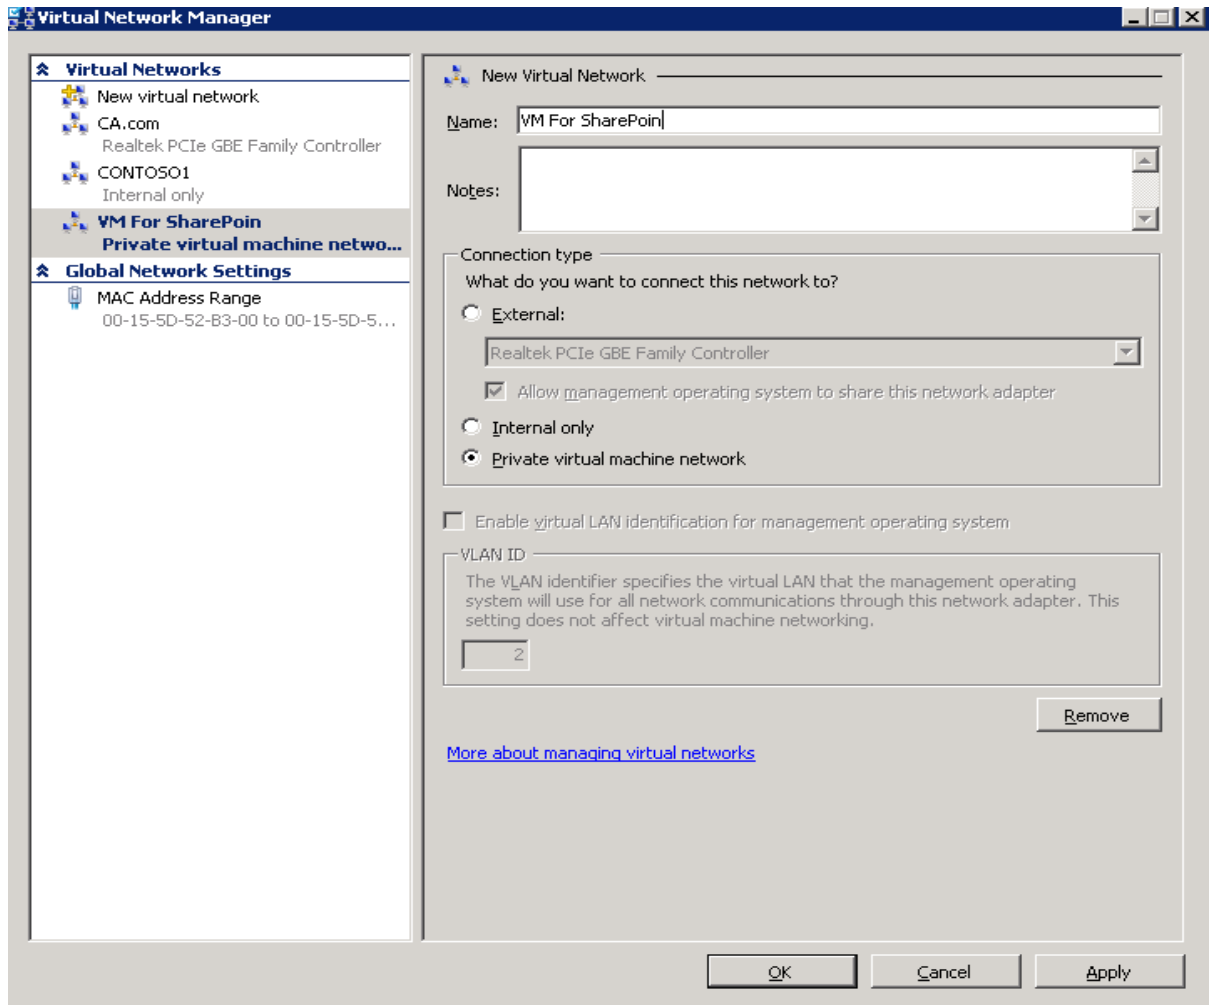 Virtual Network Manager
Virtual Networks
New virtual network
CA.com
Realtek PCIe GBE Family Controller
CONTOSO1
Internal only
VM For SharePoin
Private virtual machine netwo...
Global Network Settings
MAC Address Range
00-15-5D-52-B3-00 to 00-15-5D-5...
New Virtual Network
Name: VM For SharePoin
Notes:
Connection type
What do you want to connect this network to?
External:
Realtek PCIe GBE Family Controller
Allow management operating system to share this network adapter
Internal only
Private virtual machine network
Enable virtual LAN identification for management operating system
VLAN ID
The VLAN identifier specifies the virtual LAN that the management operating
system will use for all network communications through this network adapter. This
setting does not affect virtual machine networking.
2
Remove
More about managing virtual networks
OK Cancel Apply